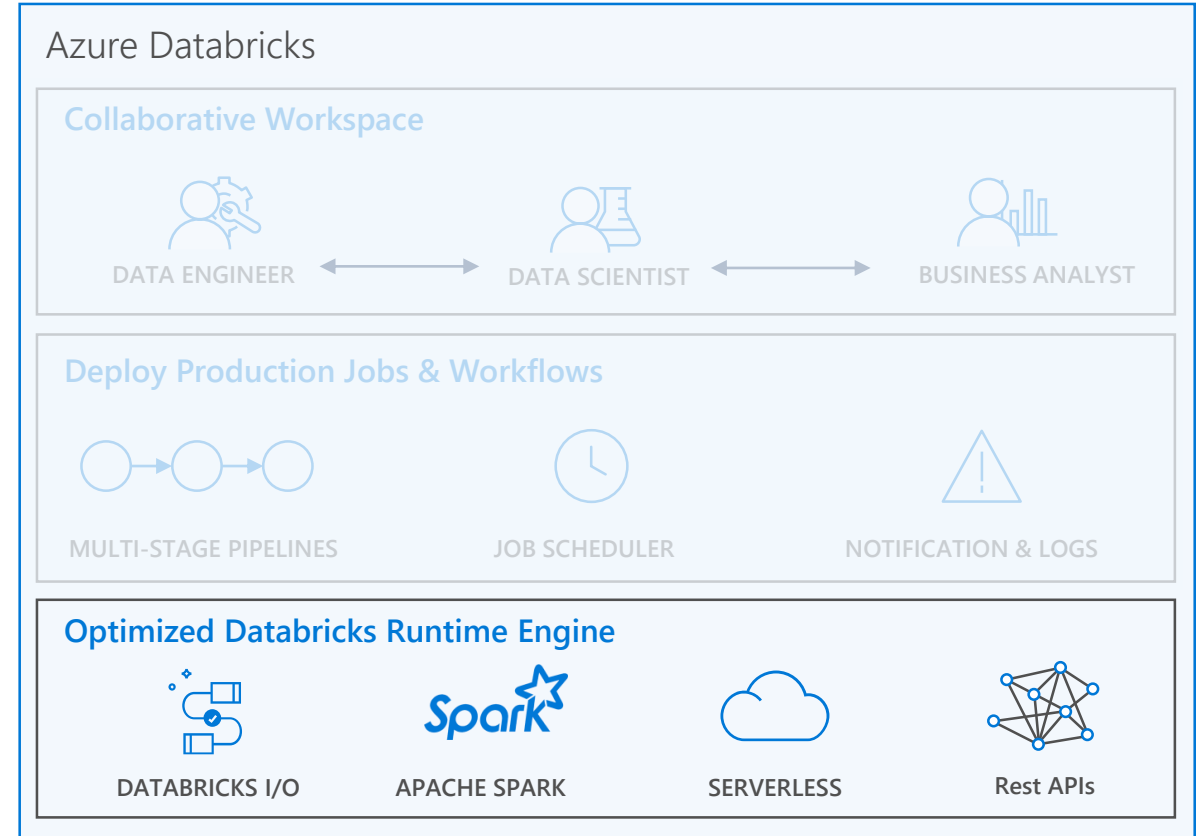 Azure Databricks
Collaborative Workspace
DATA ENGINEER
DATA SCIENTIST
BUSINESS ANALYST
Deploy Production Jobs & Workflows
MULTI-STAGE PIPELINES
JOB SCHEDULER
NOTIFICATION & LOGS
Optimized Databricks Runtime Engine
Spark
DATABRICKS I/O
APACHE SPARK
SERVERLESS
Rest APIs